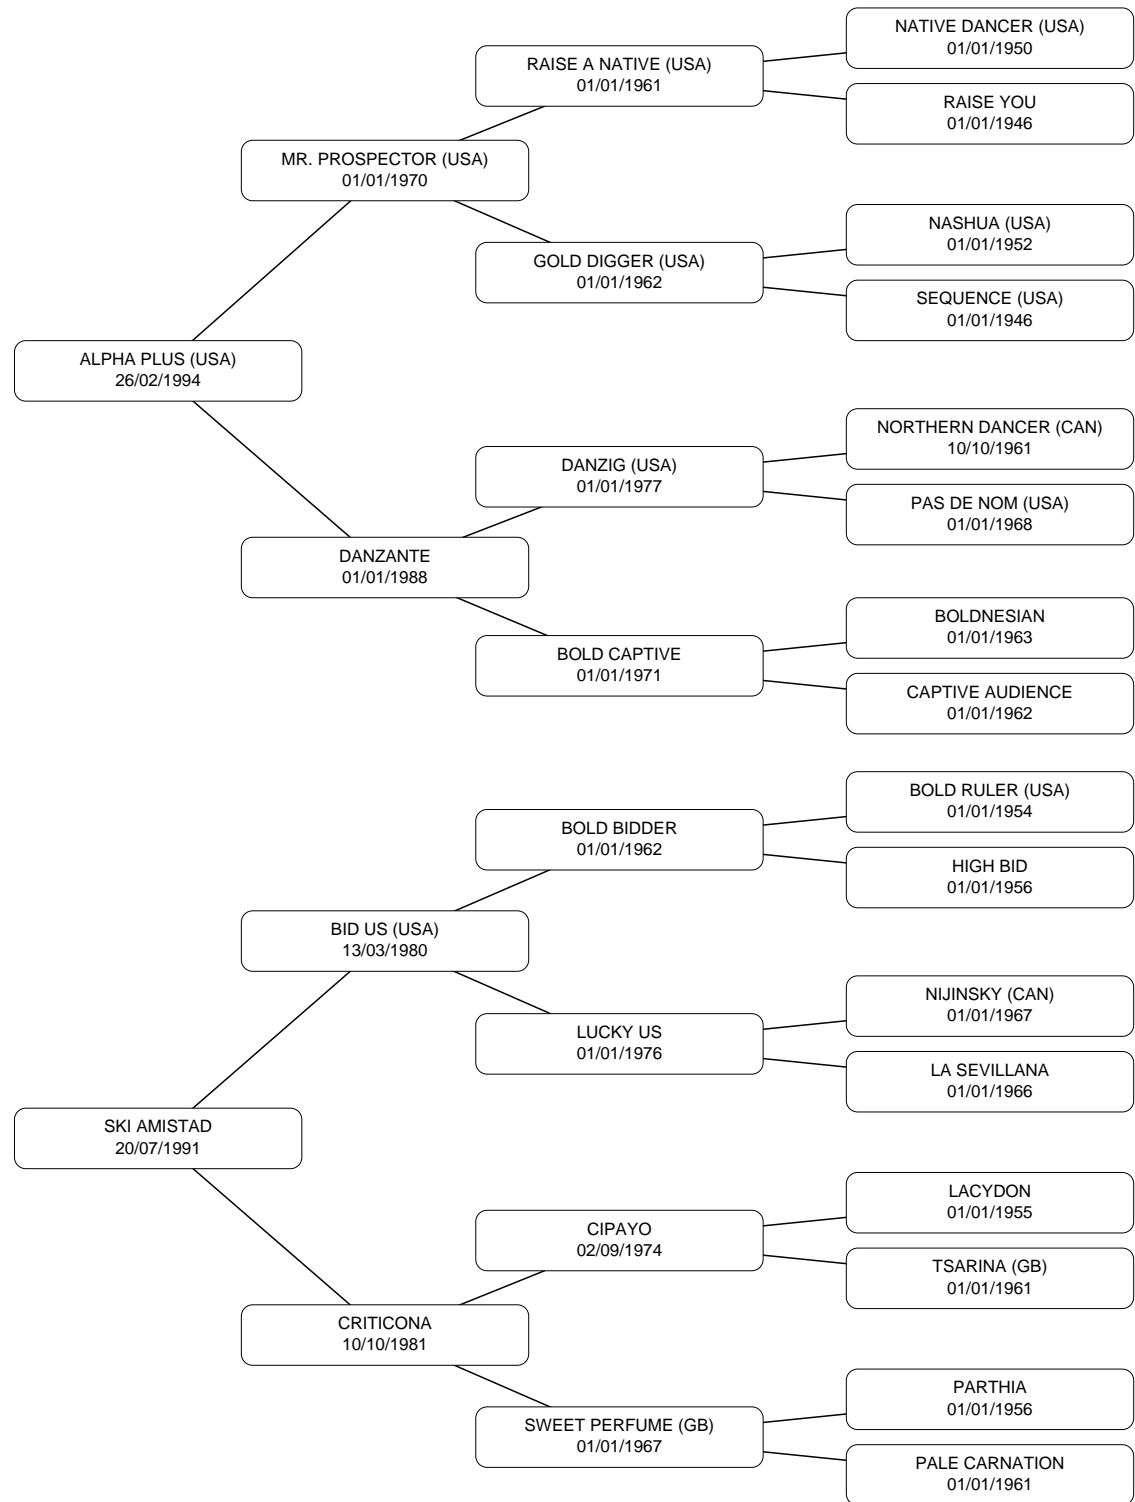 NATIVE DANCER (USA)
01/01/1950
RAISE A NATIVE (USA)
01/01/1961
RAISE YOU
01/01/1946
MR. PROSPECTOR (USA)
01/01/1970
NASHUA (USA)
01/01/1952
GOLD DIGGER (USA)
01/01/1962
SEQUENCE (USA)
01/01/1946
ALPHA PLUS (USA)
26/02/1994
NORTHERN DANCER (CAN)
10/10/1961
DANZIG (USA)
01/01/1977
PAS DE NOM (USA)
01/01/1968
DANZANTE
01/01/1988
BOLDNESIAN
01/01/1963
BOLD CAPTIVE
01/01/1971
CAPTIVE AUDIENCE
01/01/1962
BOLD RULER (USA)
01/01/1954
BOLD BIDDER
01/01/1962
HIGH BID
01/01/1956
BID US (USA)
13/03/1980
NIJINSKY (CAN)
01/01/1967
LUCKY US
01/01/1976
LA SEVILLANA
01/01/1966
SKI AMISTAD
20/07/1991
LACYDON
01/01/1955
CIPAYO
02/09/1974
TSARINA (GB)
01/01/1961
CRITICONA
10/10/1981
PARTHIA
01/01/1956
SWEET PERFUME (GB)
01/01/1967
PALE CARNATION
01/01/1961